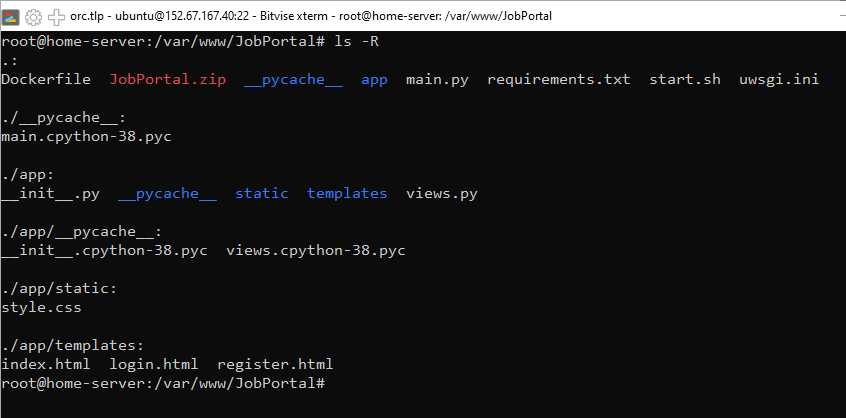 orc.tlp - ubuntu@152.67.167.40:22 - Bitvise xterm - root@home-server: /var/www/JobPortal
root@home-server:/var/www/JobPortal# ls -R
.:
Dockerfile  JobPortal.zip  __pycache__  app  main.py  requirements.txt  start.sh  uwsgi.ini
./__pycache__:
main.cpython-38.pyc
./app:
__init__.py  __pycache__  static  templates  views.py
./app/__pycache__:
__init__.cpython-38.pyc  views.cpython-38.pyc
./app/static:
style.css
./app/templates:
index.html  login.html  register.html
root@home-server:/var/www/JobPortal#